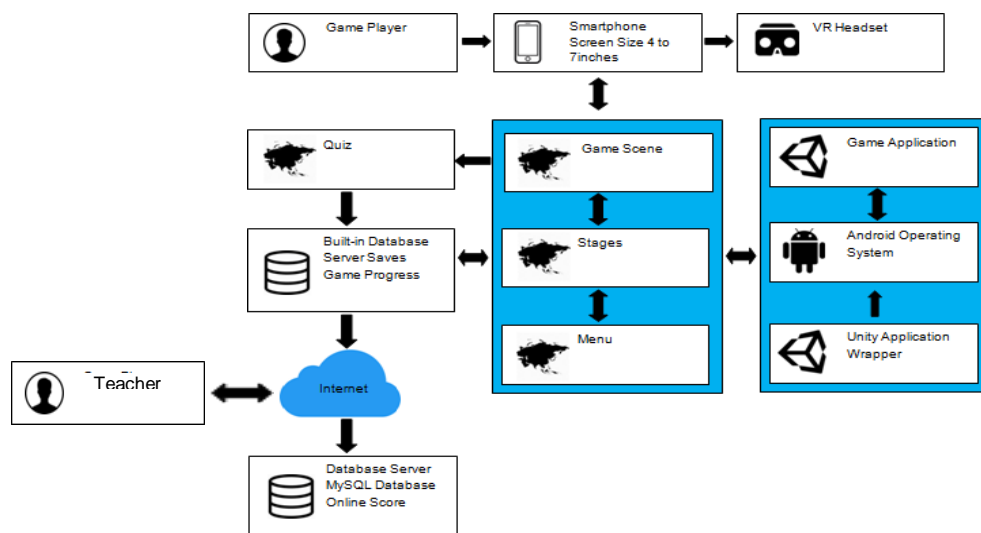 Game Player
Smartphone
Screen Size 4 to
7inches
VR Headset
Quiz
Game Scene
Game Application
Built-in Database
Server Saves
Game Progress
Stages
Android Operating
System
Menu
Unity Application
Wrapper
Teacher
Internet
Database Server
MySQL Database
Online Score